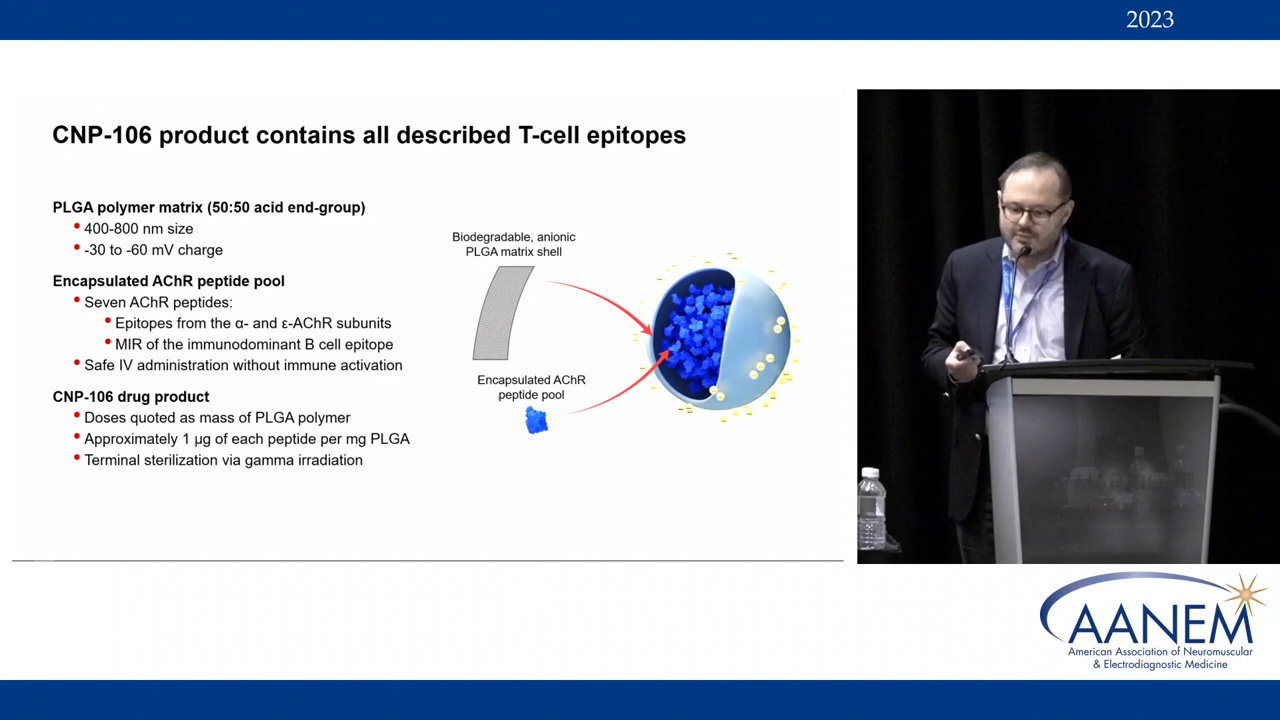 2023
CNP-106 product contains all described T-cell epitopes
PLGA polymer matrix (50:50 acid end-group)
• 400-800 nm size
• -30 to -60 mV charge
Encapsulated AChR peptide pool
• Seven AChR peptides:
• Epitopes from the α- and ε-AChR subunits
• MIR of the immunodominant B cell epitope
• Safe IV administration without immune activation
CNP-106 drug product
• Doses quoted as mass of PLGA polymer
• Approximately 1 µg of each peptide per mg PLGA
• Terminal sterilization via gamma irradiation
Biodegradable, anionic
PLGA matrix shell
Encapsulated AChR
peptide pool
AANEM
American Association of Neuromuscular
& Electrodiagnostic Medicine